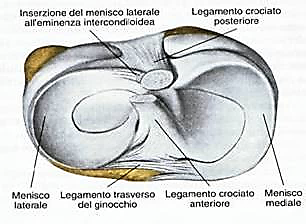 Inserzione del menisco laterale
all'eminenza intercondiloidea
Legamento crociato
posteriore
Menisco
laterale
Legamento trasverso
del ginocchio
Legamento crociato
anteriore
Menisco
mediale